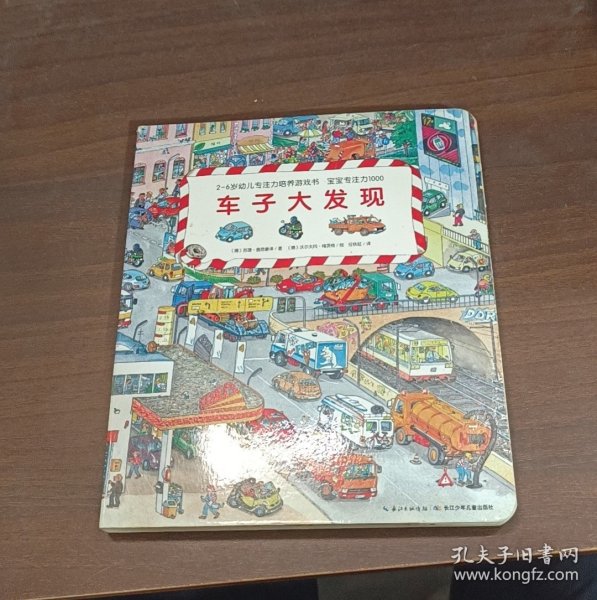 2-6岁幼儿专注力培养游戏书 宝宝专注力1000
车子大发现
长江少年儿童出版社
DOR
孔夫子旧书网
www.kongfz.com